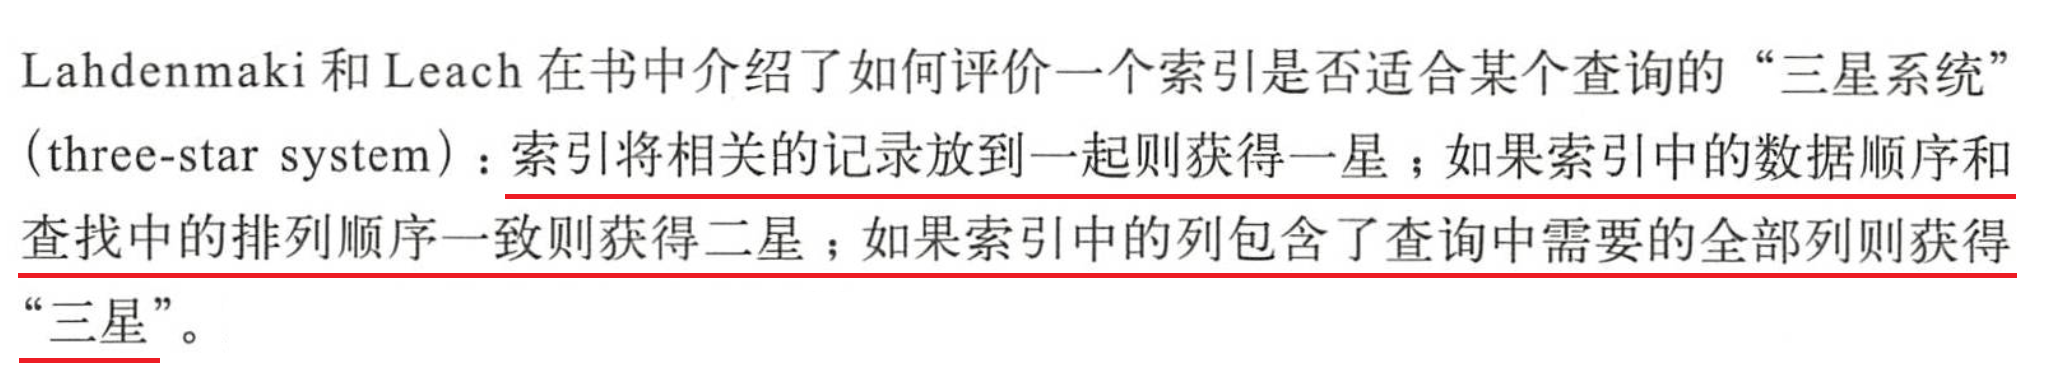 Lahdenmaki 和 Leach 在书中介绍了如何评价一个索引是否适合某个查询的“三星系统”
（three-star system）：索引将相关的记录放到一起则获得一星；如果索引中的数据顺序和
查找中的排列顺序一致则获得二星；如果索引中的列包含了查询中需要的全部列则获得
“三星”。